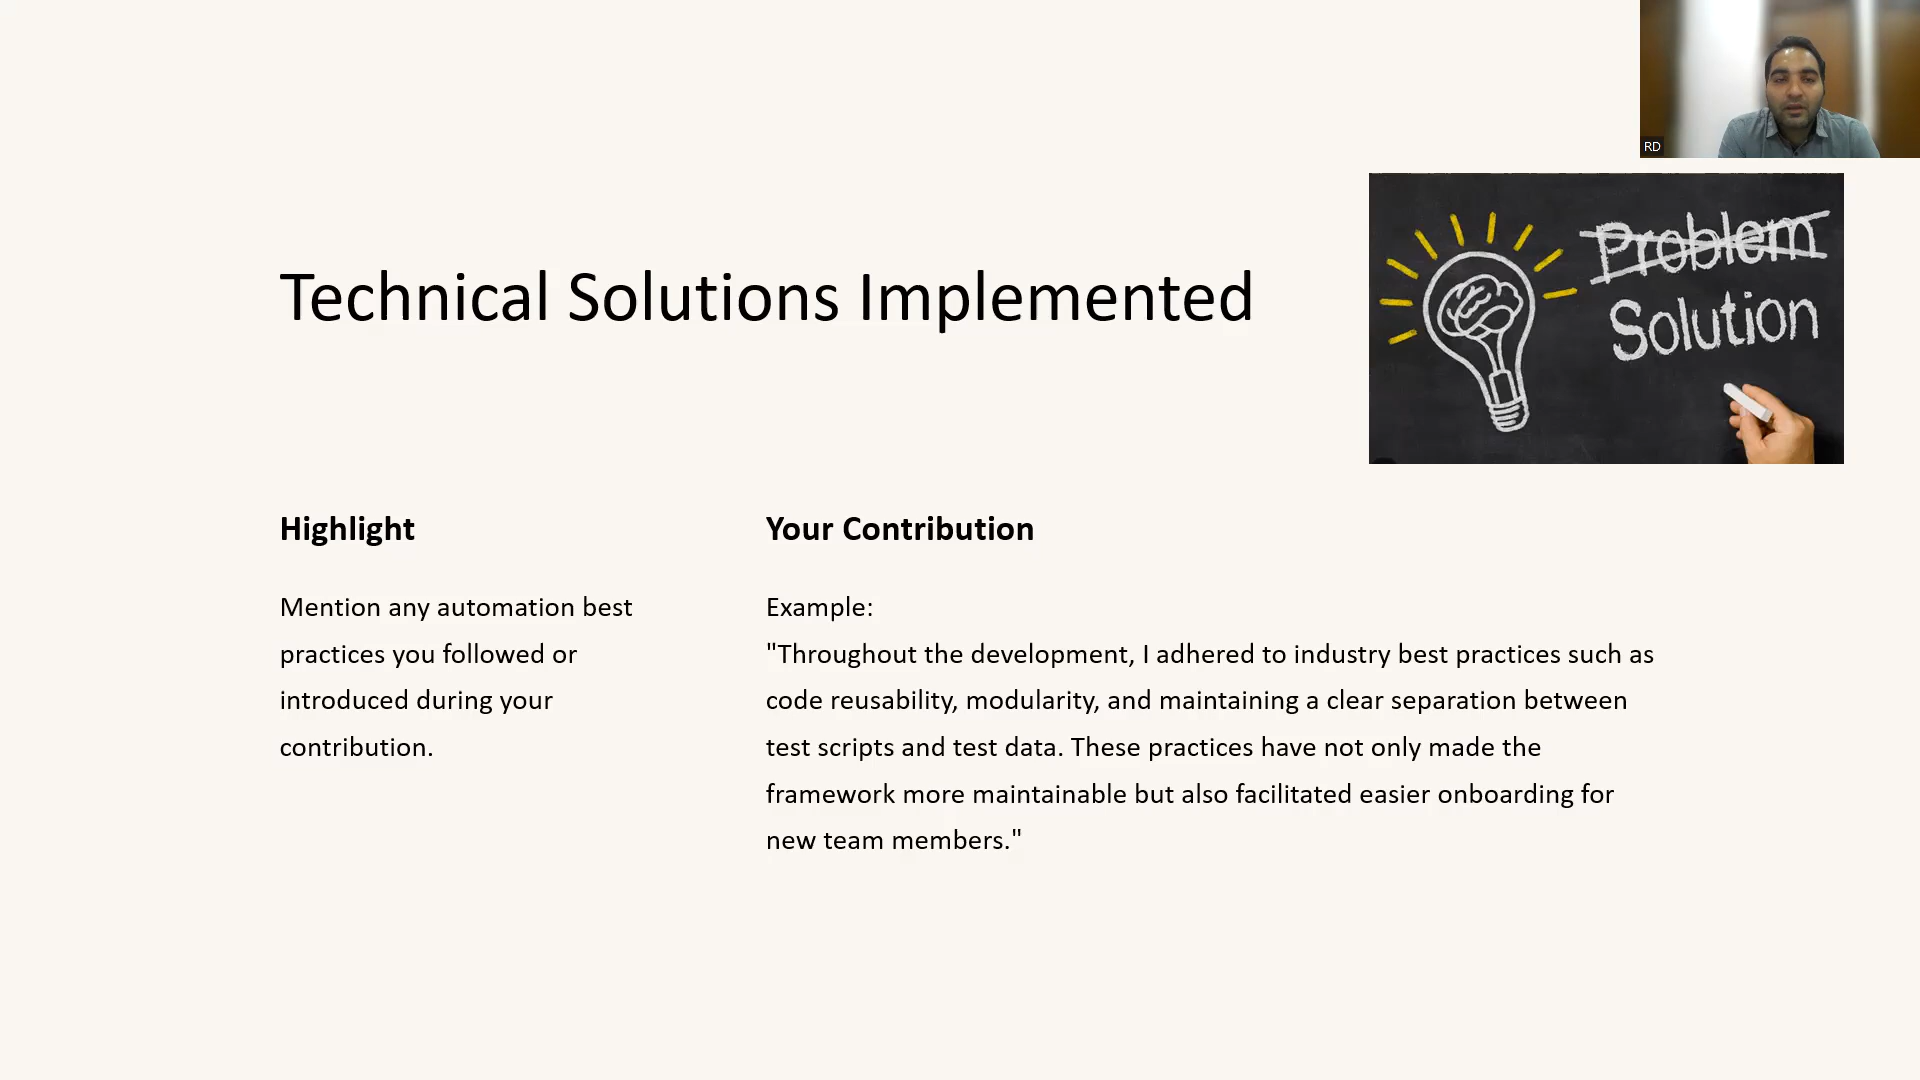 RD
Problem
Solution
Technical Solutions Implemented
Highlight
Mention any automation best
practices you followed or
introduced during your
contribution.
Your Contribution
Example:
"Throughout the development, I adhered to industry best practices such as
code reusability, modularity, and maintaining a clear separation between
test scripts and test data. These practices have not only made the
framework more maintainable but also facilitated easier onboarding for
new team members."